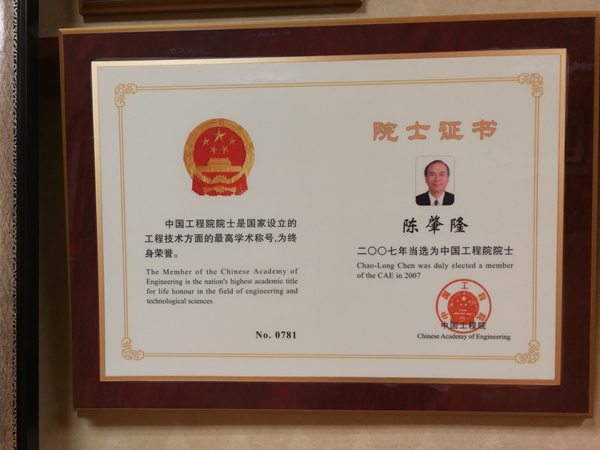 中国工程院院士是国家设立的
工程技术方面的最高学术称号,为终
身荣誉。
The Member of the Chinese Academy of
Engineering is the nation's highest academic title
for life honour in the field of engineering and
technological sciences
No. 0781
院士证书
陈肇隆
二〇〇七年当选为中国工程院院士
Chao-Long Chen was duly elected a member
of the CAE in 2007
中国工程院
中国工程院
Chinese Academy of Engineering